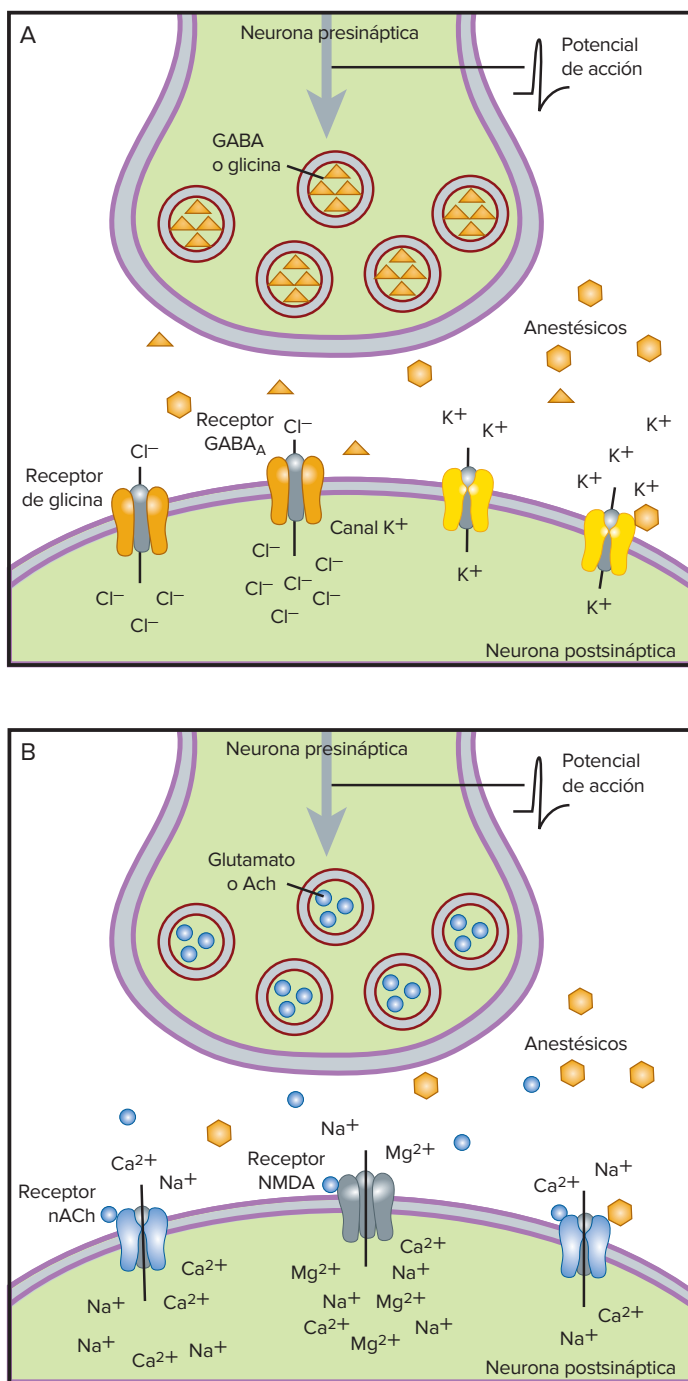 A
Neurona presináptica
Potencial
de acción
GABA
o glicina
Anestésicos
Receptor
GABAA
Cl–
Receptor
de glicina
Cl–
K+
K+
K+
K+
K+
Canal K+
Cl–
Cl–
Cl–
Cl–
Cl–
Cl–
Cl–
Cl–
Cl–
K+
K+
Neurona postsináptica
B
Neurona presináptica
Potencial
de acción
Glutamato
o Ach
Anestésicos
Na+
Mg2+
Receptor
NMDA
Ca2+
Na+
Receptor
nACh
Na+
Ca2+
Ca2+
Ca2+
Mg2+
Na+
Na+
Ca2+
Na+
Mg2+
Ca2+
Na+
Ca2+
Na+
Ca2+
Mg2+
Na+
Na+
Neurona postsináptica